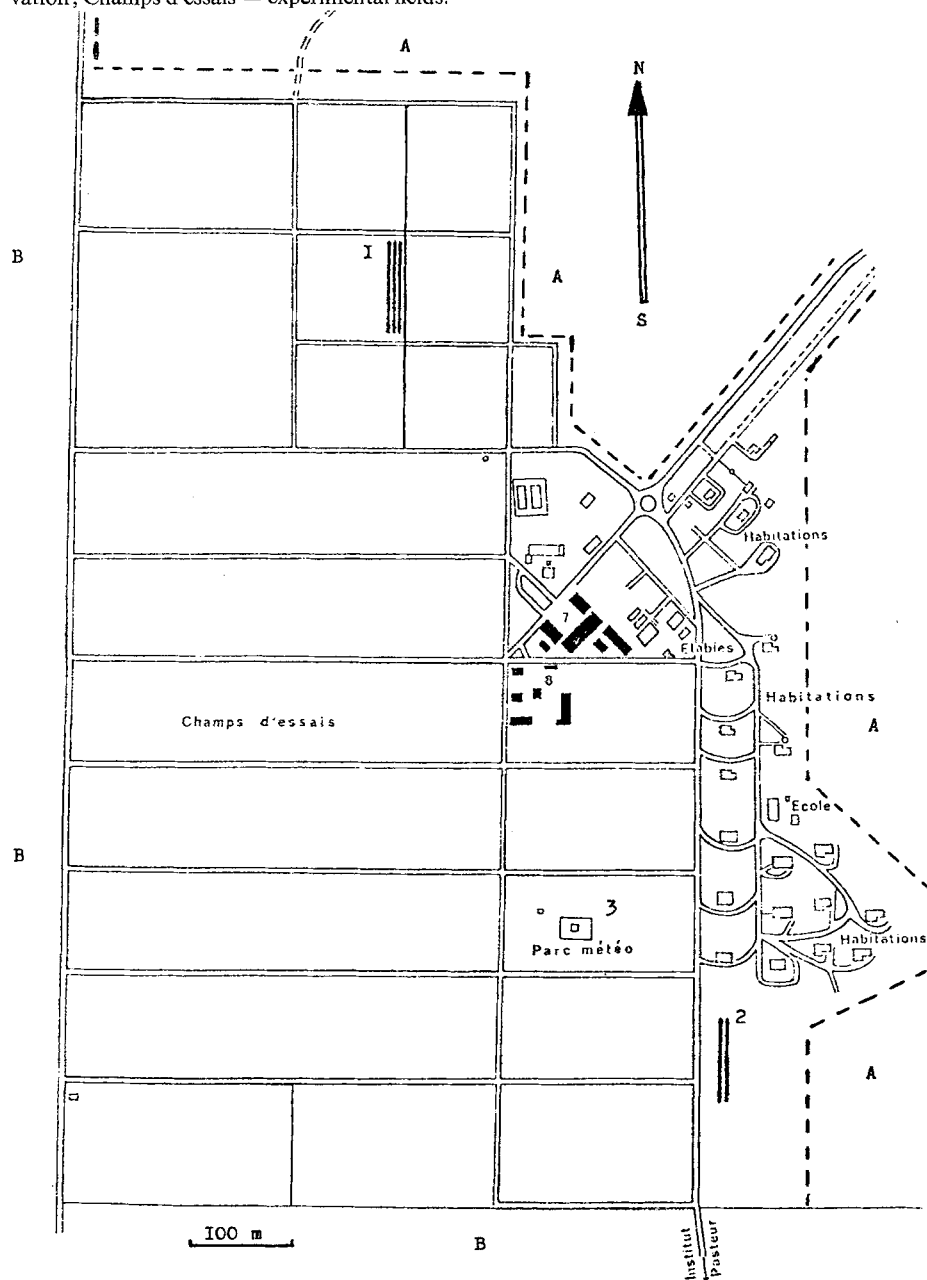 vation; Champs d'essais = experimental fields.
A
N
B
I
A
S
Habitations
7
Etables
8
Habitations
Champs d'essais
A
Ecole
B
3
Parc météo
Habitations
2
A
100 m
B
Institut
Pasteur